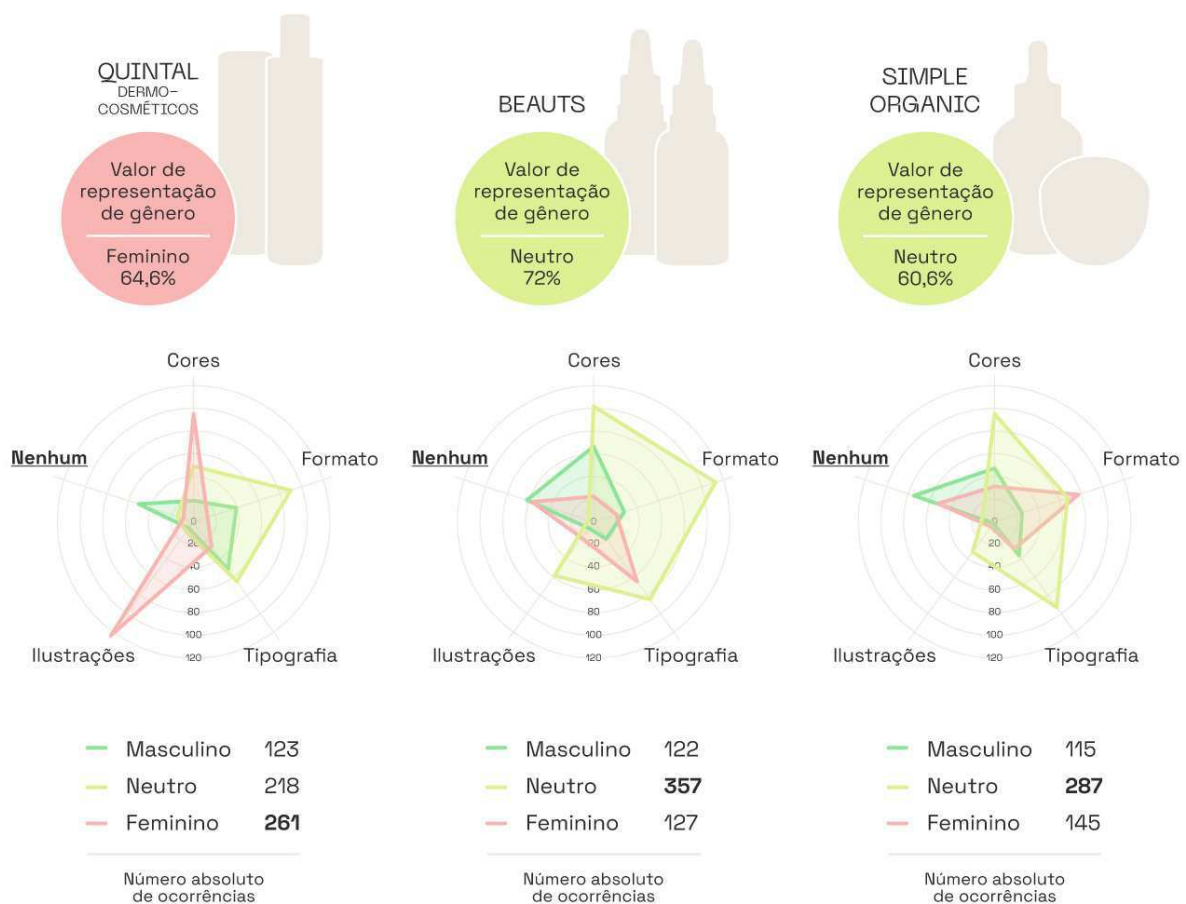 QUINTAL
DERMO-
COSMÉTICOS
Valor de
representação
de gênero
Feminino
64,6%
BEAUTS
Valor de
representação
de gênero
Neutro
72%
SIMPLE
ORGANIC
Valor de
representação
de gênero
Neutro
60,6%
Cores
Nenhum
Formato
0
20
40
60
80
100
120
Ilustrações
Tipografia
Cores
Nenhum
Formato
0
20
40
60
80
100
120
Ilustrações
Tipografia
Cores
Nenhum
Formato
0
20
40
60
80
100
120
Ilustrações
Tipografia
Masculino 123
Neutro 218
Feminino 261
Número absoluto
de ocorrências
Masculino 122
Neutro 357
Feminino 127
Número absoluto
de ocorrências
Masculino 115
Neutro 287
Feminino 145
Número absoluto
de ocorrências